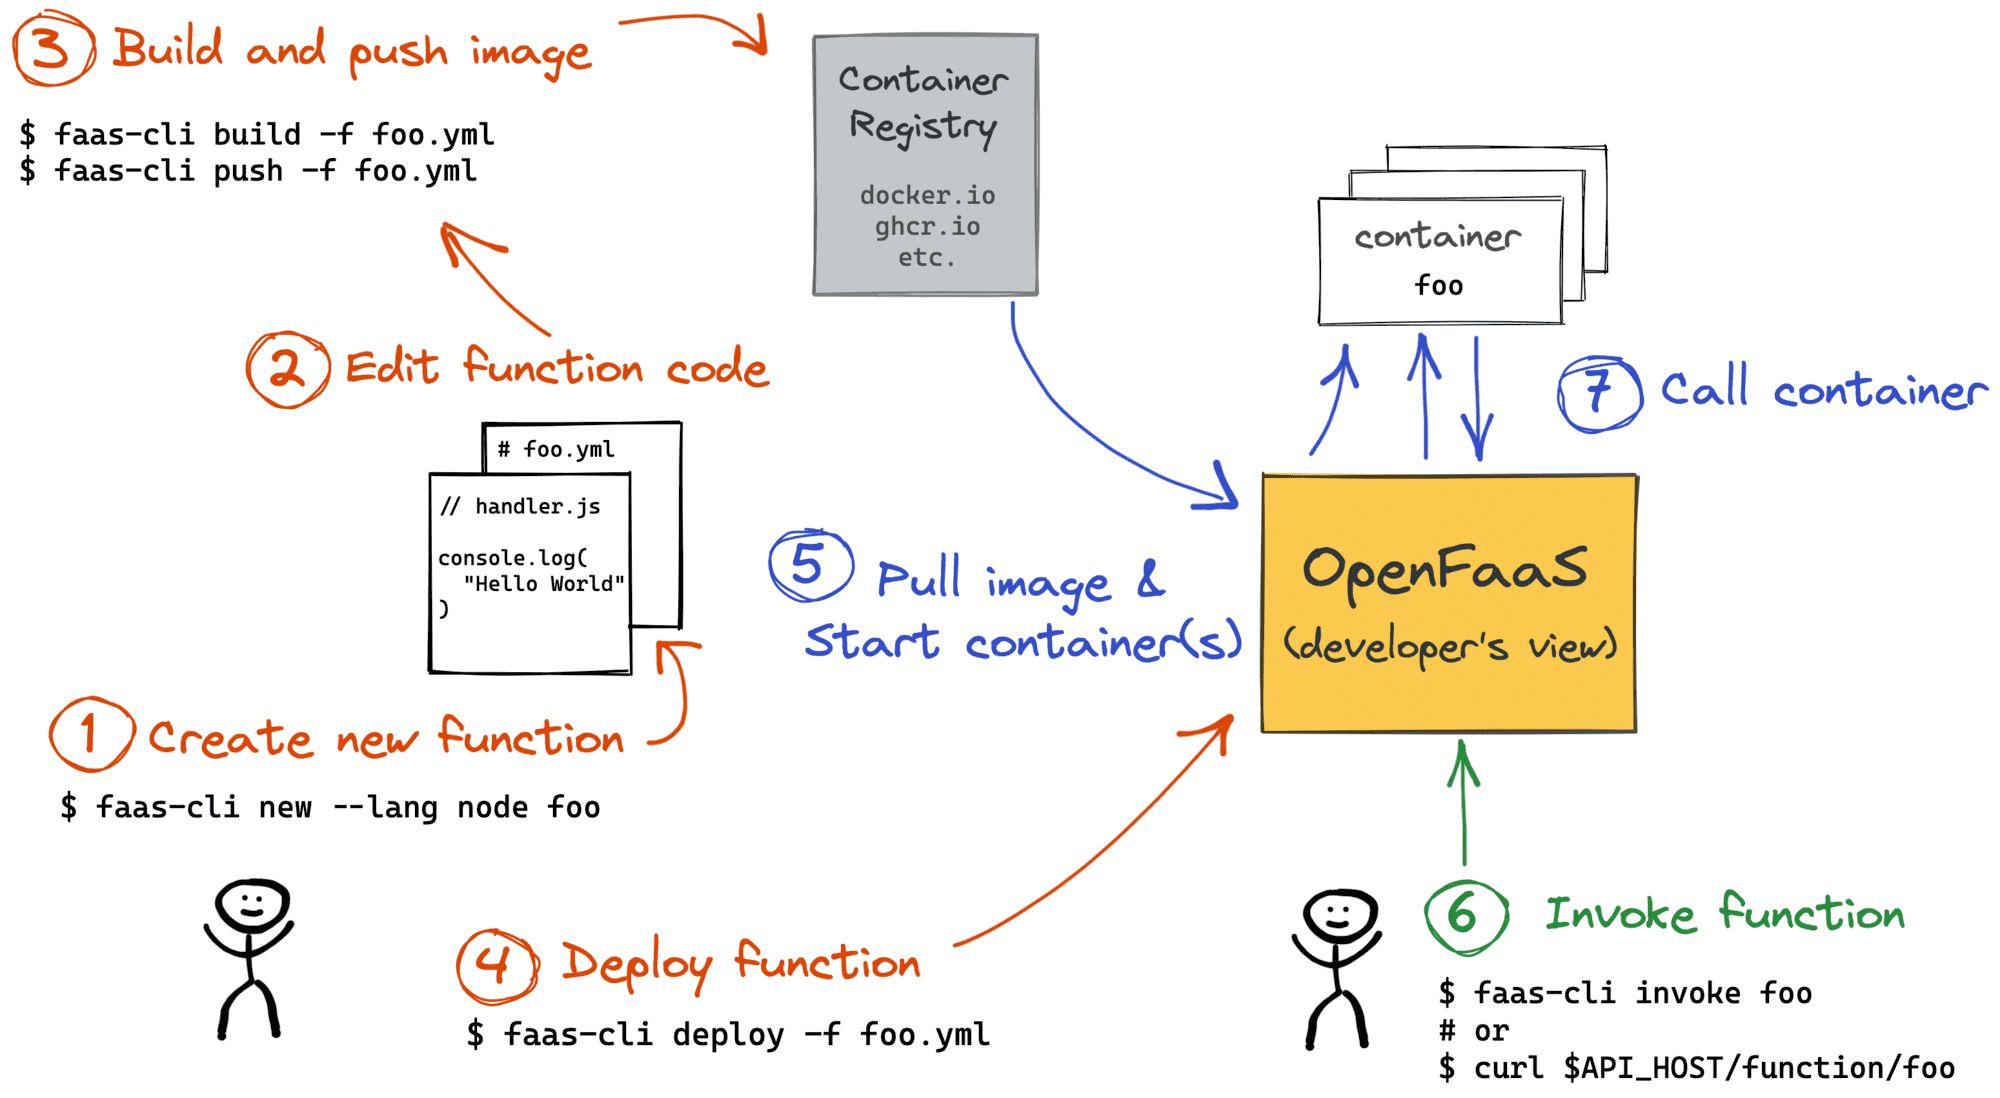 3 Build and push image
$ faas-cli build -f foo.yml
$ faas-cli push -f foo.yml
Container
Registry
docker.io
ghcr.io
etc.
container
foo
2 Edit function code
# foo.yml
// handler.js
console.log(
"Hello World"
)
7 Call container
OpenFaaS
(developer's view)
5 Pull image &
Start container(s)
1 Create new function
$ faas-cli new --lang node foo
4 Deploy function
$ faas-cli deploy -f foo.yml
6 Invoke function
$ faas-cli invoke foo
# or
$ curl $API_HOST/function/foo